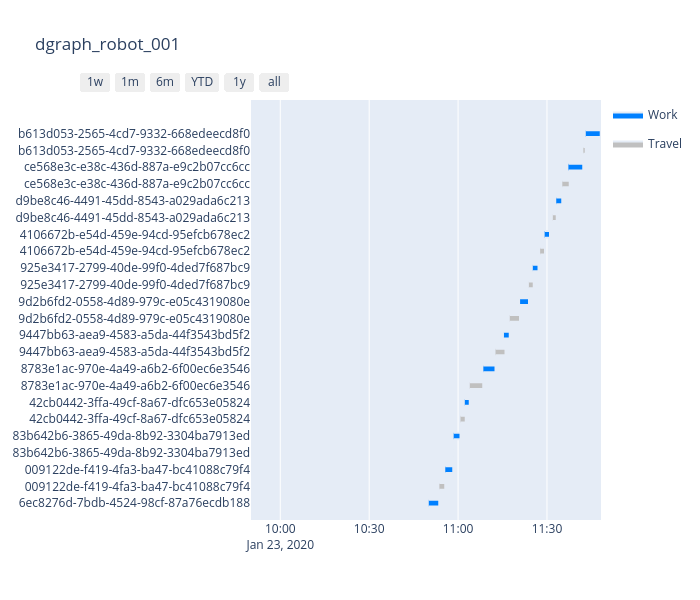 dgraph_robot_001
1w 1m 6m YTD 1y all
Work
Travel
b613d053-2565-4cd7-9332-668edeecd8f0
b613d053-2565-4cd7-9332-668edeecd8f0
ce568e3c-e38c-436d-887a-e9c2b07cc6cc
ce568e3c-e38c-436d-887a-e9c2b07cc6cc
d9be8c46-4491-45dd-8543-a029ada6c213
d9be8c46-4491-45dd-8543-a029ada6c213
4106672b-e54d-459e-94cd-95efcb678ec2
4106672b-e54d-459e-94cd-95efcb678ec2
925e3417-2799-40de-99f0-4ded7f687bc9
925e3417-2799-40de-99f0-4ded7f687bc9
9d2b6fd2-0558-4d89-979c-e05c4319080e
9d2b6fd2-0558-4d89-979c-e05c4319080e
9447bb63-aea9-4583-a5da-44f3543bd5f2
9447bb63-aea9-4583-a5da-44f3543bd5f2
8783e1ac-970e-4a49-a6b2-6f00ec6e3546
8783e1ac-970e-4a49-a6b2-6f00ec6e3546
42cb0442-3ffa-49cf-8a67-dfc653e05824
42cb0442-3ffa-49cf-8a67-dfc653e05824
83b642b6-3865-49da-8b92-3304ba7913ed
83b642b6-3865-49da-8b92-3304ba7913ed
009122de-f419-4fa3-ba47-bc41088c79f4
009122de-f419-4fa3-ba47-bc41088c79f4
6ec8276d-7bdb-4524-98cf-87a76ecdb188
10:00 10:30 11:00 11:30
Jan 23, 2020